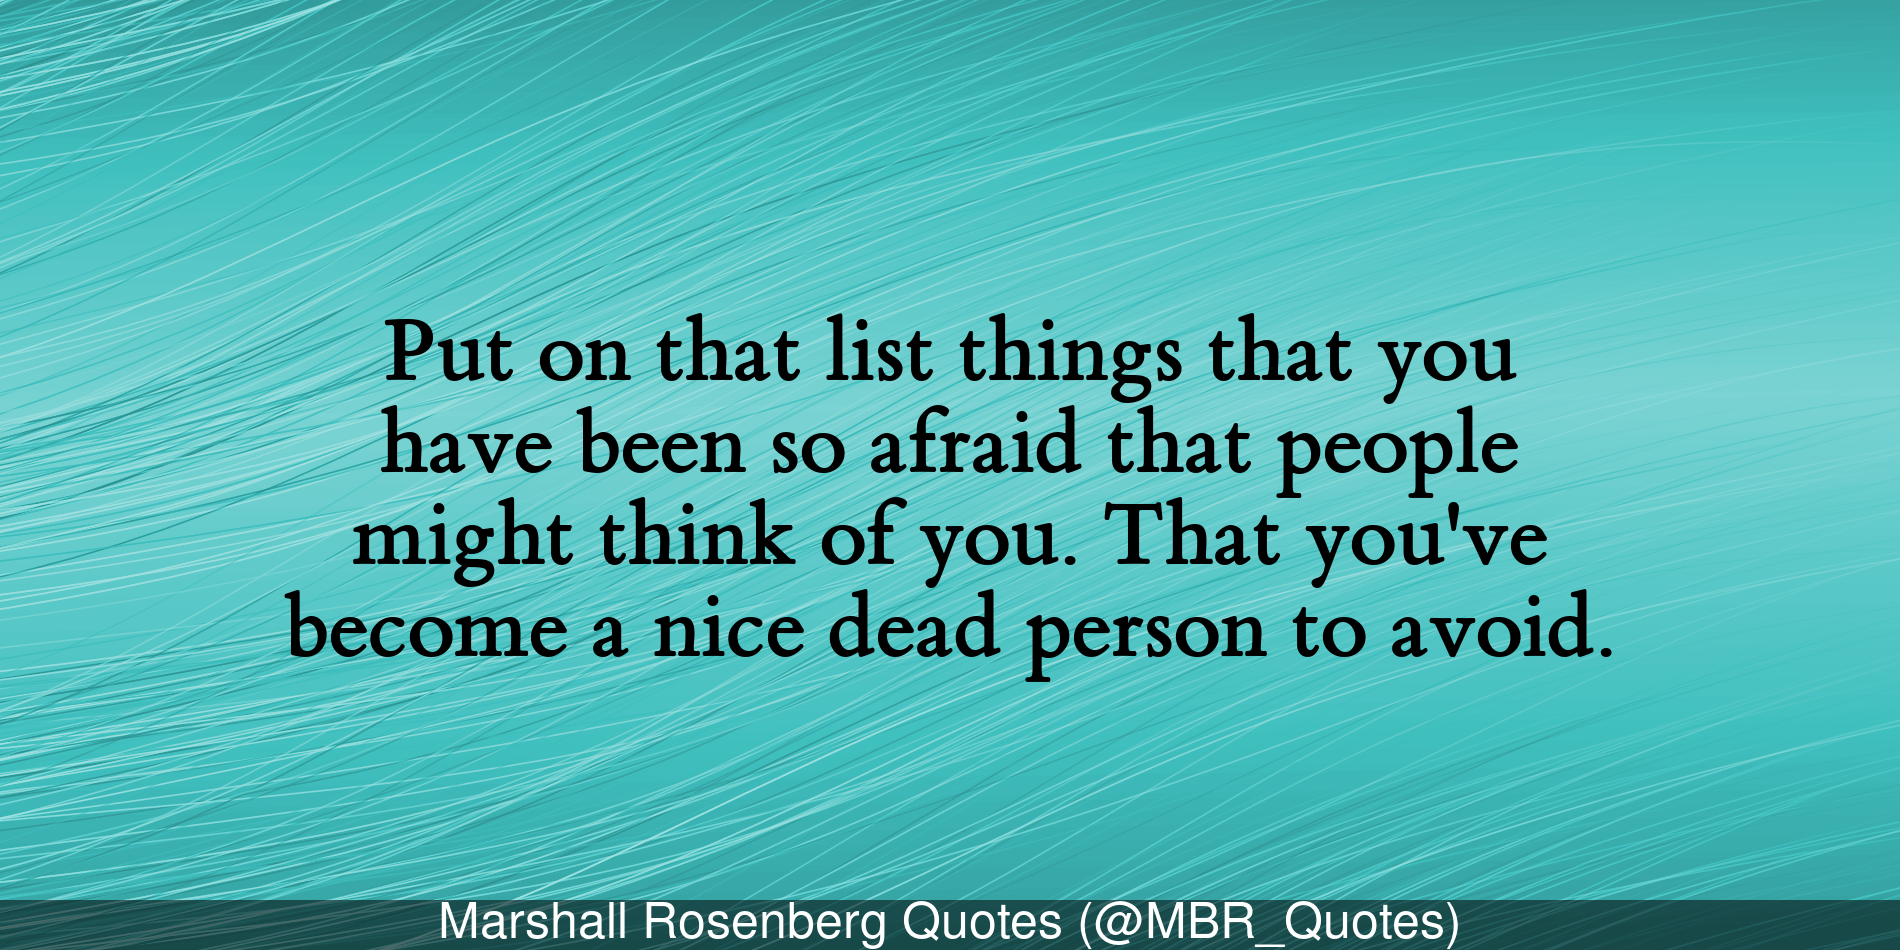 Put on that list things that you
have been so afraid that people
might think of you. That you've
become a nice dead person to avoid.
Marshall Rosenberg Quotes (@MBR_Quotes)